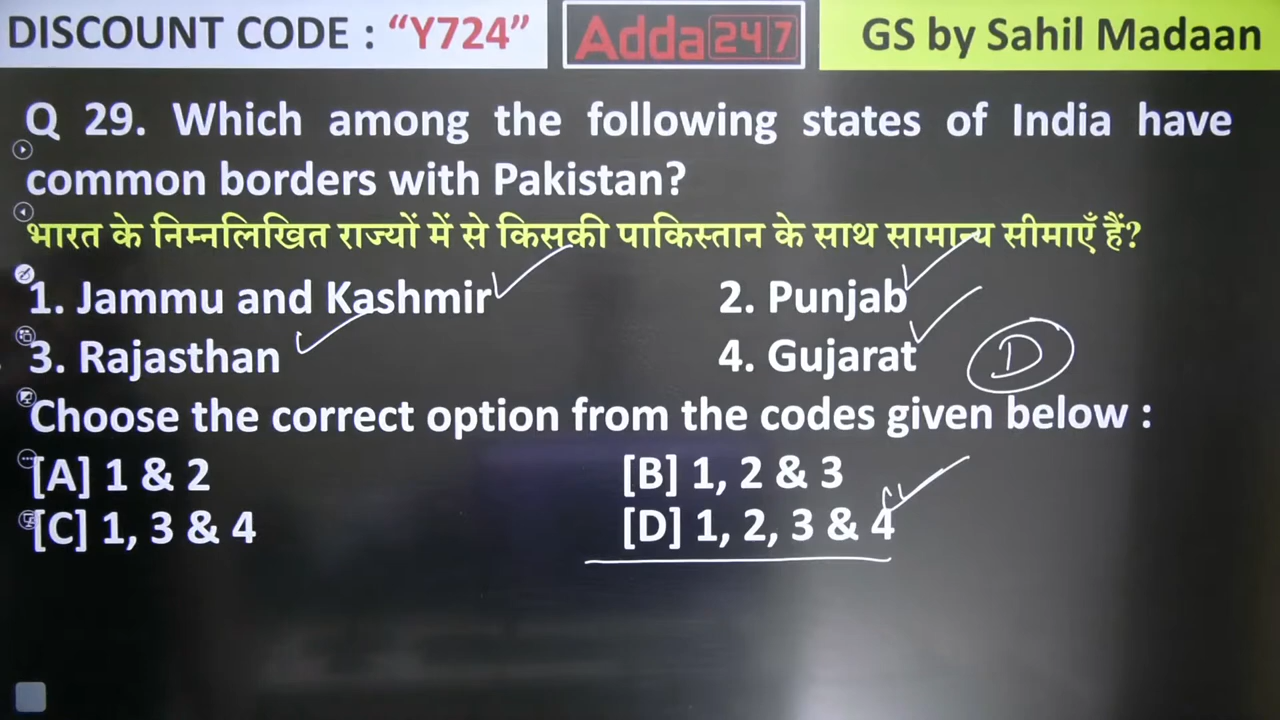 DISCOUNT CODE : “Y724” Adda247 GS by Sahil Madaan
Q 29. Which among the following states of India have
common borders with Pakistan?
भारत के निम्नलिखित राज्यों में से किसकी पाकिस्तान के साथ सामान्य सीमाएँ हैं?
1. Jammu and Kashmir 2. Punjab
3. Rajasthan 4. Gujarat D
Choose the correct option from the codes given below :
[A] 1 & 2 [B] 1, 2 & 3
[C] 1, 3 & 4 [D] 1, 2, 3 & 4